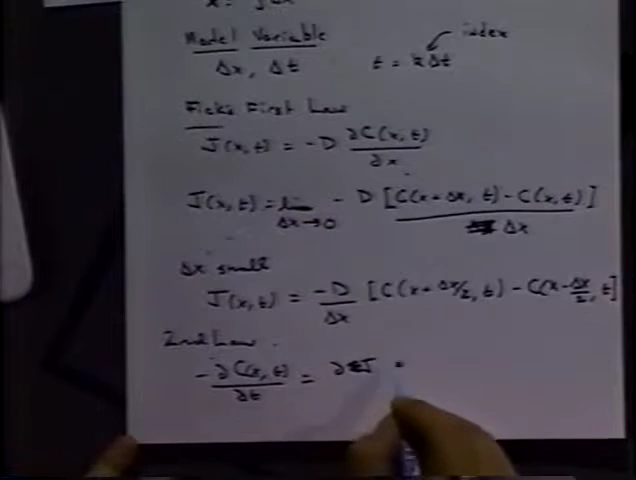 Model Variable
index
Δx, Δt t = kΔt
Fick's First Law
J(x, t) = -D ∂C(x, t)/∂x
J(x, t) = lim Δx→0 - D [C(x + Δx, t) - C(x, t)]/Δx
Δx small
J(x, t) = -D/Δx [C(x + Δx/2, t) - C(x - Δx/2, t]
2nd Law
-∂C(x, t)/∂t = ∂J